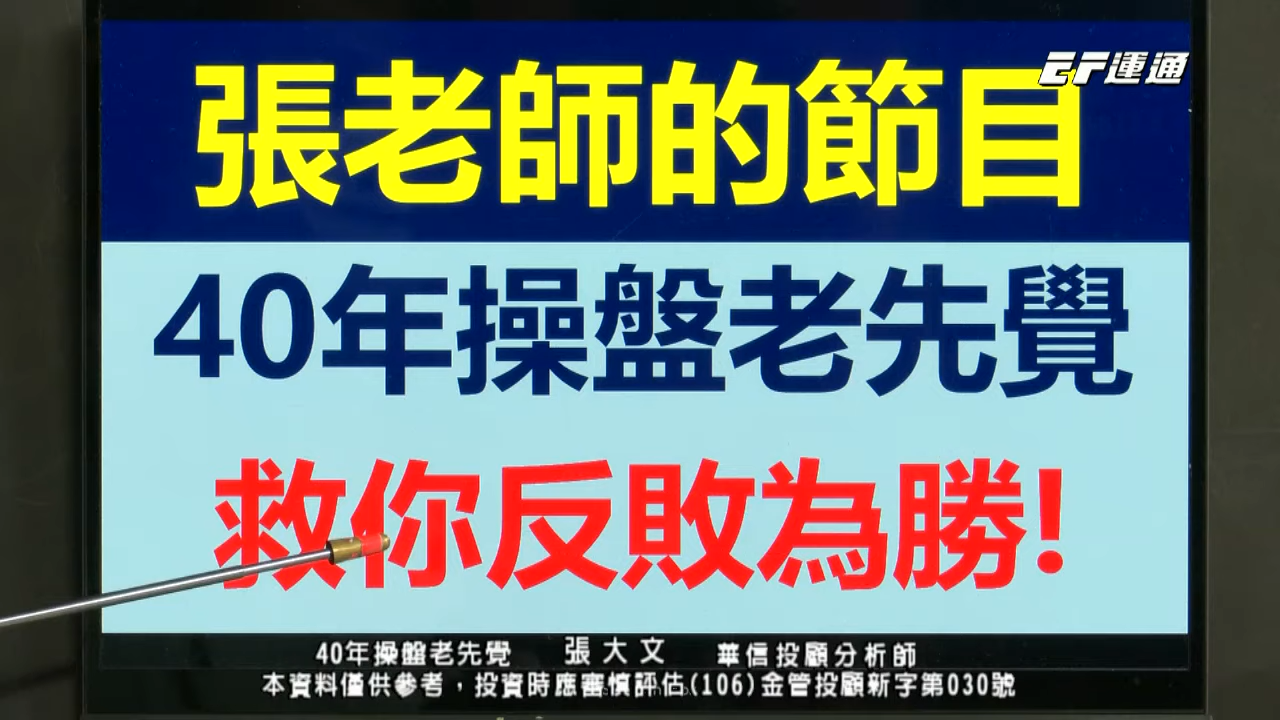 EF運通
張老師的節目
40年操盤老先覺
救你反敗為勝!
40年操盤老先覺 張大文 華信投顧分析師
本資料僅供參考，投資時應審慎評估(106)金管投顧新字第030號